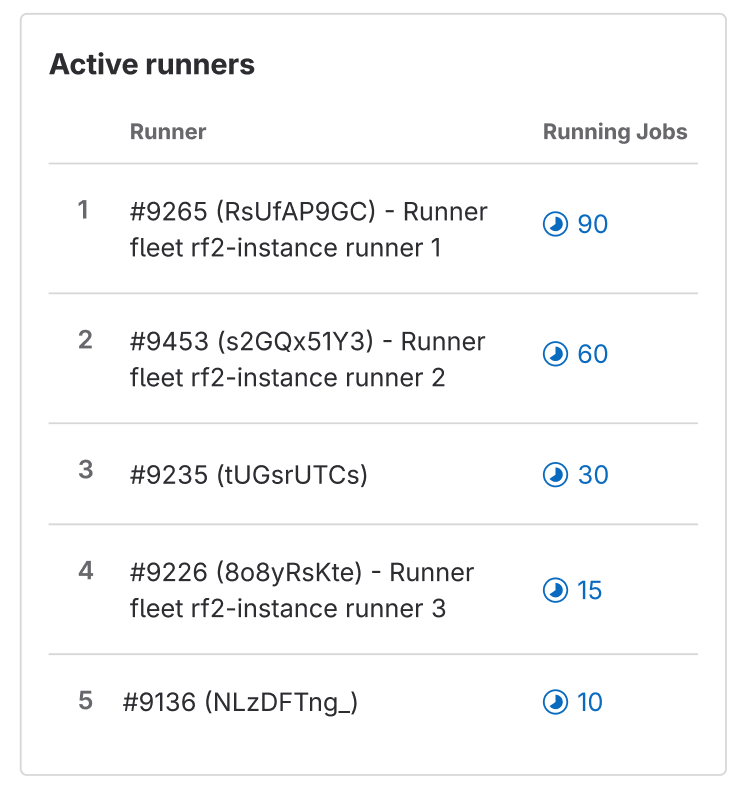 Active runners
Runner Running Jobs
1 #9265 (RsUfAP9GC) - Runner
fleet rf2-instance runner 1
90
2 #9453 (s2GQx51Y3) - Runner
fleet rf2-instance runner 2
60
3 #9235 (tUGsrUTCs) 30
4 #9226 (8o8yRsKte) - Runner
fleet rf2-instance runner 3
15
5 #9136 (NLzDFTng_) 10